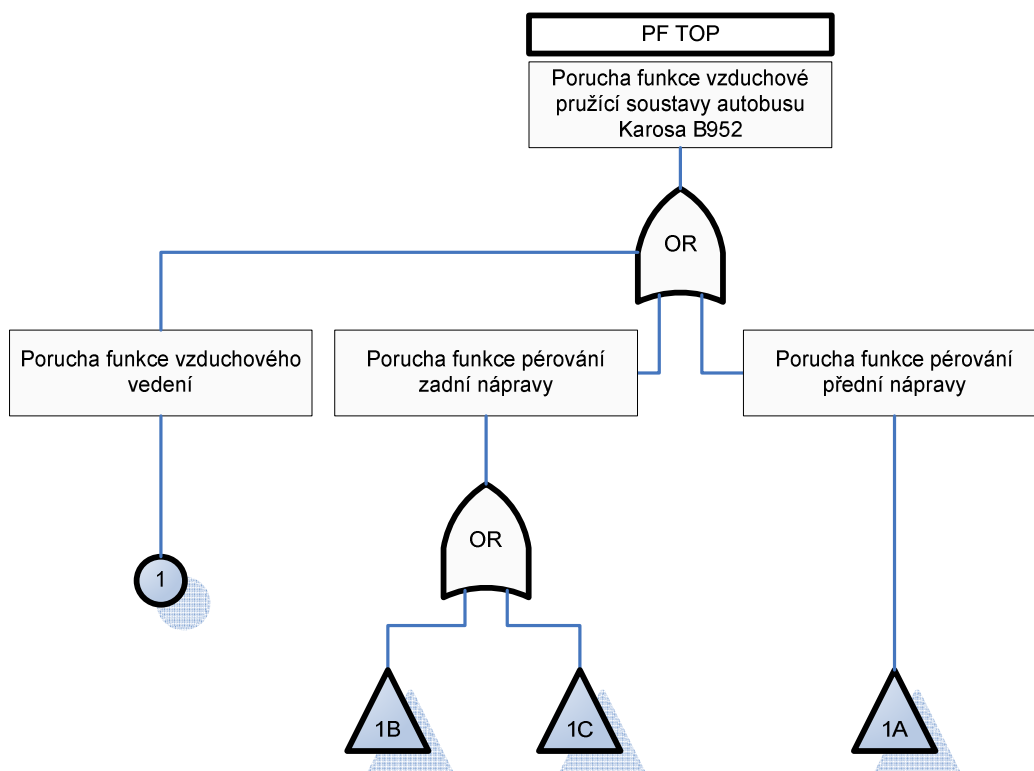 PF TOP
Porucha funkce vzduchové
pružící soustavy autobusu
Karosa B952
OR
Porucha funkce vzduchového
vedení
Porucha funkce pérování
zadní nápravy
Porucha funkce pérování
přední nápravy
OR
1
1B
1C
1A